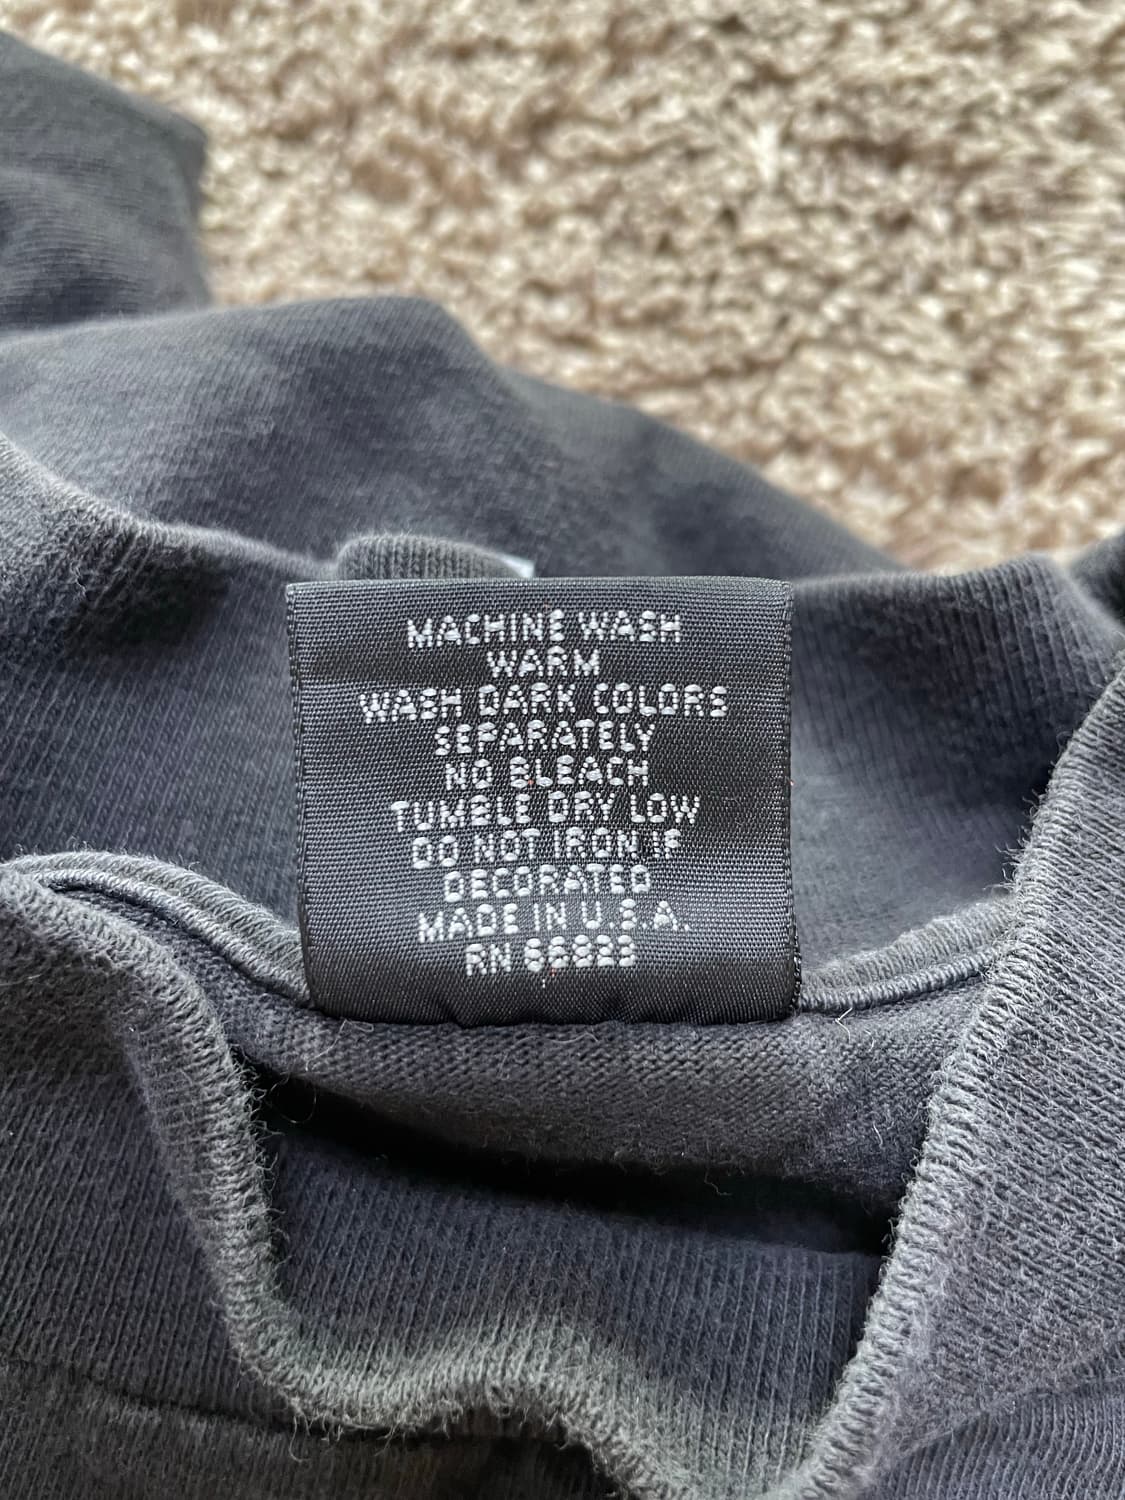 MACHINE WASH
WARM
WASH DARK COLORS
SEPARATELY
NO BLEACH
TUMBLE DRY LOW
DO NOT IRON IF
DECORATED
MADE IN U.S.A.
RN